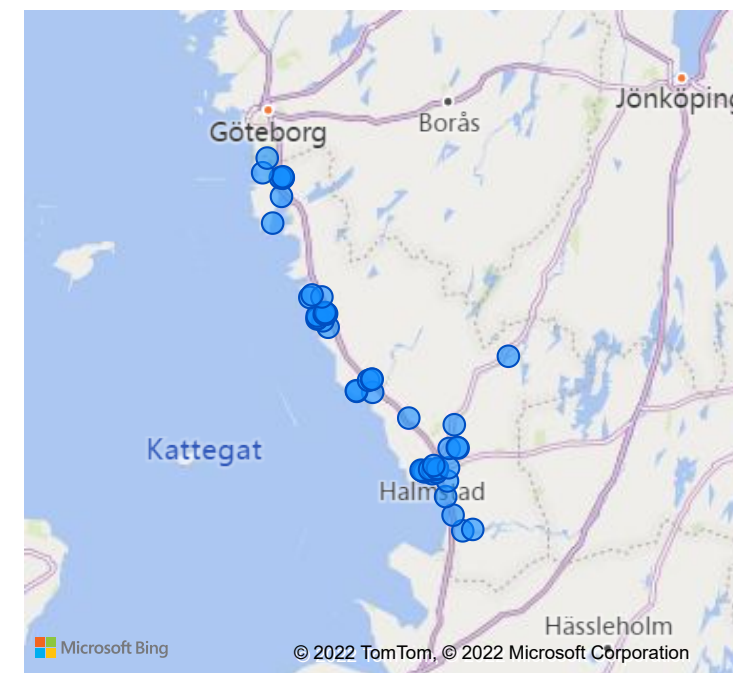 Jönköping
Borås
Göteborg
Kattegat
Halmstad
Hässleholm
Microsoft Bing
© 2022 TomTom, © 2022 Microsoft Corporation